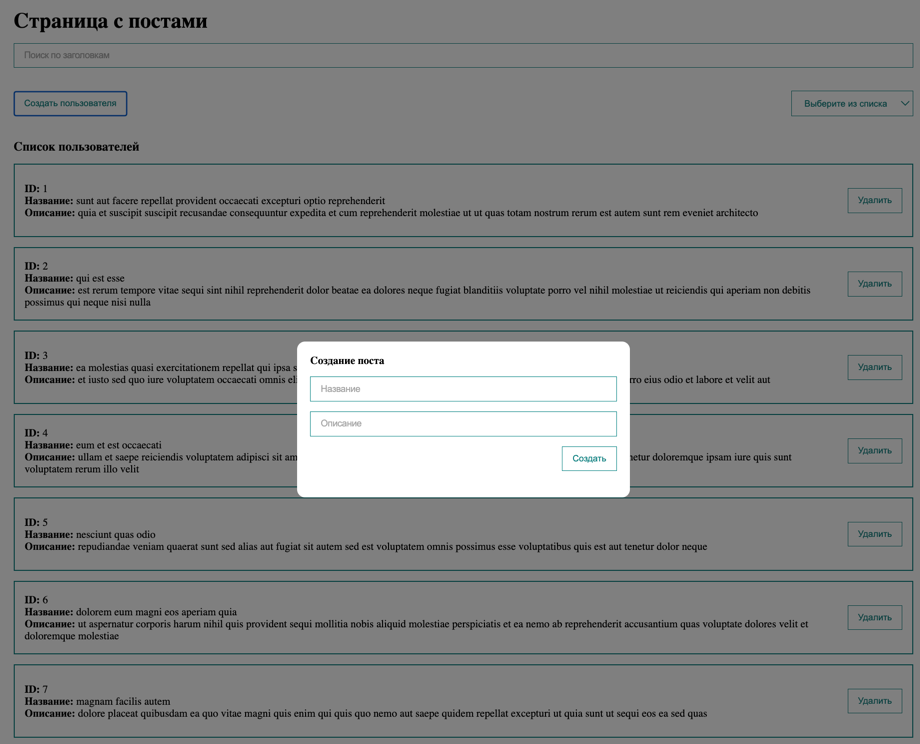 Страница с постами
Поиск по заголовкам
Создать пользователя
Выберите из списка
Список пользователей
ID: 1
Название: sunt aut facere repellat provident occaecati excepturi optio reprehenderit
Описание: quia et suscipit suscipit recusandae consequuntur expedita et cum reprehenderit molestiae ut ut quas totam nostrum rerum est autem sunt rem eveniet architecto
Удалить
ID: 2
Название: qui est esse
Описание: est rerum tempore vitae sequi sint nihil reprehenderit dolor beatae ea dolores neque fugiat blanditiis voluptate porro vel nihil molestiae ut reiciendis qui aperiam non debitis
possimus qui neque nisi nulla
Удалить
ID: 3
Название: ea molestias quasi exercitationem repellat qui ipsa
Описание: et iusto sed quo iure voluptatem occaecati omnis
eius odio et labore et velit aut
Удалить
Создание поста
Название
Описание
Создать
ID: 4
Название: eum et est occaecati
Описание: ullam et saepe reiciendis voluptatem adipisci sit
doloremque ipsam iure quis sunt
voluptatem rerum illo velit
Удалить
ID: 5
Название: nesciunt quas odio
Описание: repudiandae veniam quaerat sunt sed alias aut fugiat sit autem sed est voluptatem omnis possimus esse voluptatibus quis est aut tenetur dolor neque
Удалить
ID: 6
Название: dolorem eum magni eos aperiam quia
Описание: ut aspernatur corporis harum nihil quis provident sequi mollitia nobis aliquid molestiae perspiciatis et ea nemo ab reprehenderit accusantium quas voluptate dolores velit et
doloremque molestiae
Удалить
ID: 7
Название: magnam facilis autem
Описание: dolore placeat quibusdam ea quo vitae magni quis enim qui quis quo nemo aut saepe quidem repellat excepturi ut quia sunt ut sequi eos ea sed quas
Удалить